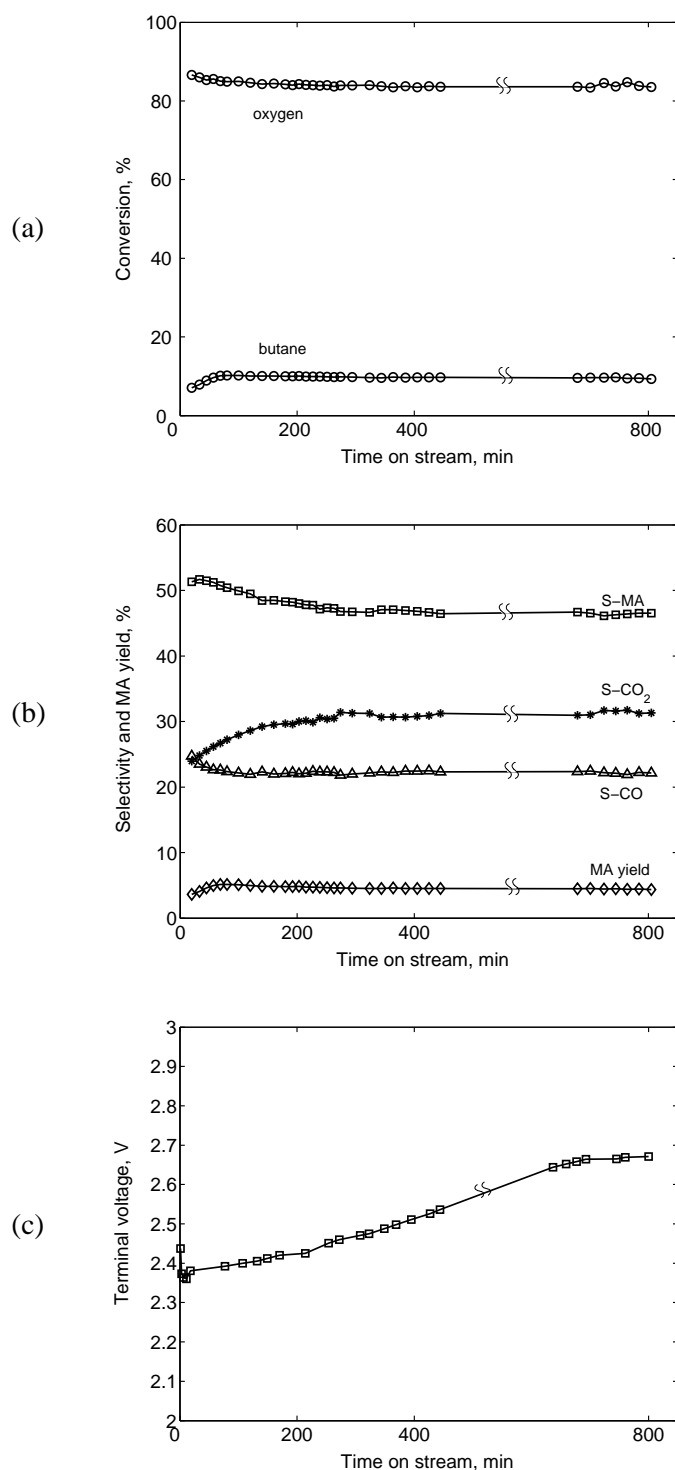 (a)
Conversion, %
100
80
60
40
20
0
oxygen
butane
0 200 400 600 800
Time on stream, min
(b)
Selectivity and MA yield, %
60
50
40
30
20
10
0
S−MA
S−CO2
S−CO
MA yield
0 200 400 600 800
Time on stream, min
(c)
Terminal voltage, V
3
2.9
2.8
2.7
2.6
2.5
2.4
2.3
2.2
2.1
2
0 200 400 600 800
Time on stream, min